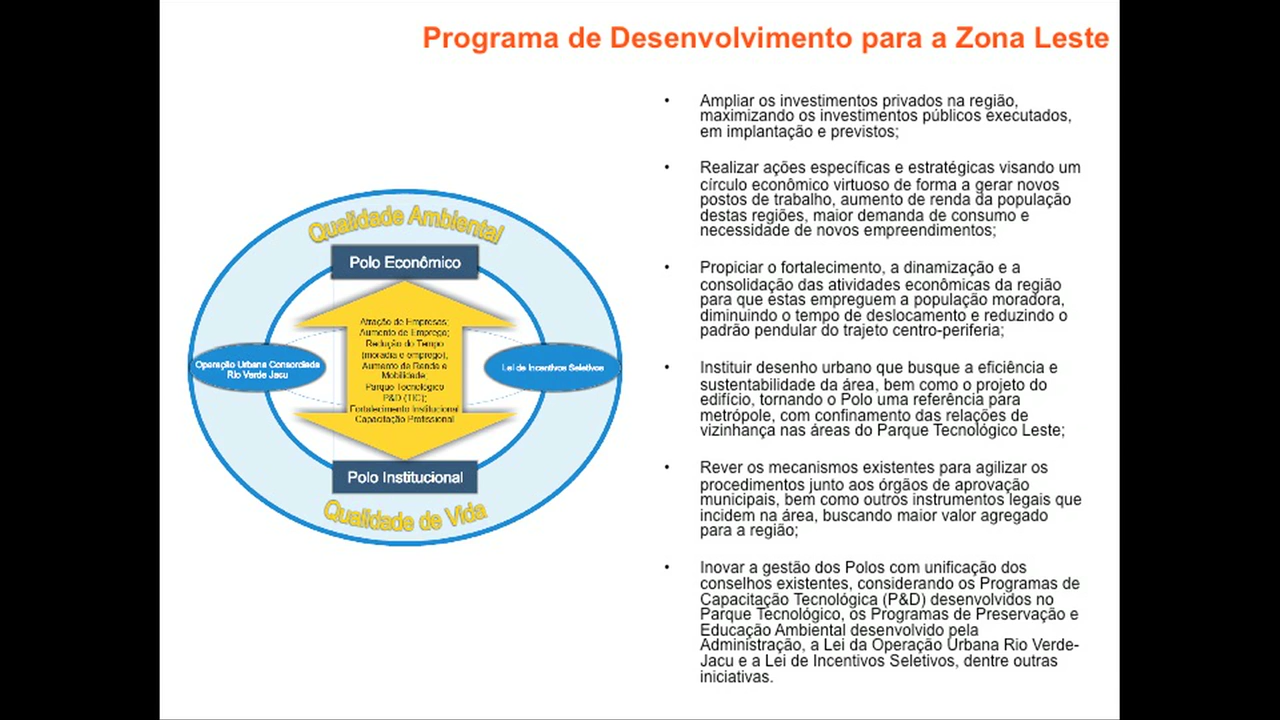 Programa de Desenvolvimento para a Zona Leste
Qualidade Ambiental
Polo Econômico
Atração de Empresas;
Aumento de Emprego;
Redução do Tempo
(moradia e emprego),
Aumento de Renda e
Mobilidade;
Parque Tecnológico
P&D (TIC);
Fortalecimento Institucional
Capacitação Profissional
Operação Urbana Consorciada
Rio Verde Jacu
Lei de Incentivos Seletivos
Polo Institucional
Qualidade de Vida
• Ampliar os investimentos privados na região,
maximizando os investimentos públicos executados,
em implantação e previstos;
• Realizar ações específicas e estratégicas visando um
círculo econômico virtuoso de forma a gerar novos
postos de trabalho, aumento de renda da população
destas regiões, maior demanda de consumo e
necessidade de novos empreendimentos;
• Propiciar o fortalecimento, a dinamização e a
consolidação das atividades econômicas da região
para que estas empreguem a população moradora,
diminuindo o tempo de deslocamento e reduzindo o
padrão pendular do trajeto centro-periferia;
• Instituir desenho urbano que busque a eficiência e
sustentabilidade da área, bem como o projeto do
edifício, tornando o Polo uma referência para
metrópole, com confinamento das relações de
vizinhança nas áreas do Parque Tecnológico Leste;
• Rever os mecanismos existentes para agilizar os
procedimentos junto aos órgãos de aprovação
municipais, bem como outros instrumentos legais que
incidem na área, buscando maior valor agregado
para a região;
• Inovar a gestão dos Polos com unificação dos
conselhos existentes, considerando os Programas de
Capacitação Tecnológica (P&D) desenvolvidos no
Parque Tecnológico, os Programas de Preservação e
Educação Ambiental desenvolvido pela
Administração, a Lei da Operação Urbana Rio Verde-
Jacu e a Lei de Incentivos Seletivos, dentre outras
iniciativas.